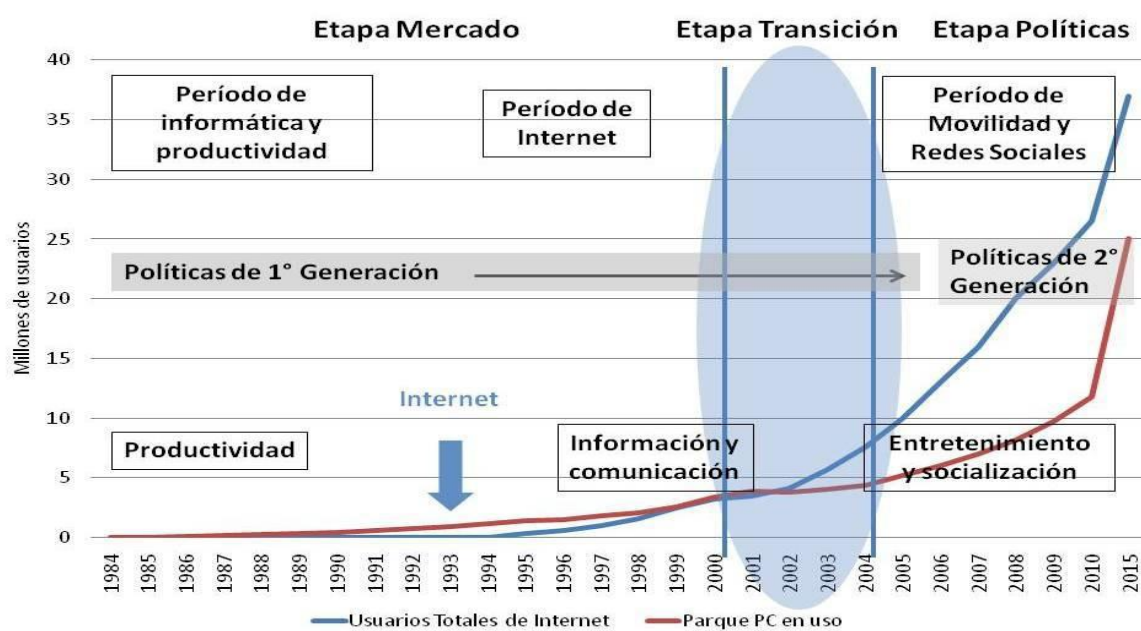 Etapa Mercado
Etapa Transición
Etapa Políticas
Período de
informática y
productividad
Período de
Internet
Período de
Movilidad y
Redes Sociales
Políticas de 1° Generación
Políticas de 2°
Generación
Internet
Productividad
Información y
comunicación
Entretenimiento
y socialización
Millones de usuarios
40
35
30
25
20
15
10
5
0
1984
1985
1986
1987
1988
1989
1990
1991
1992
1993
1994
1995
1996
1997
1998
1999
2000
2001
2002
2003
2004
2005
2006
2007
2008
2009
2010
2015
Usuarios Totales de Internet
Parque PC en uso